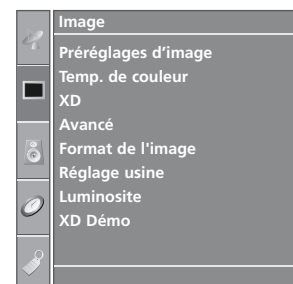 Image
Préréglages d’image
Temp. de couleur
XD
Avancé
Format de l'image
Réglage usine
Luminosite
XD Démo